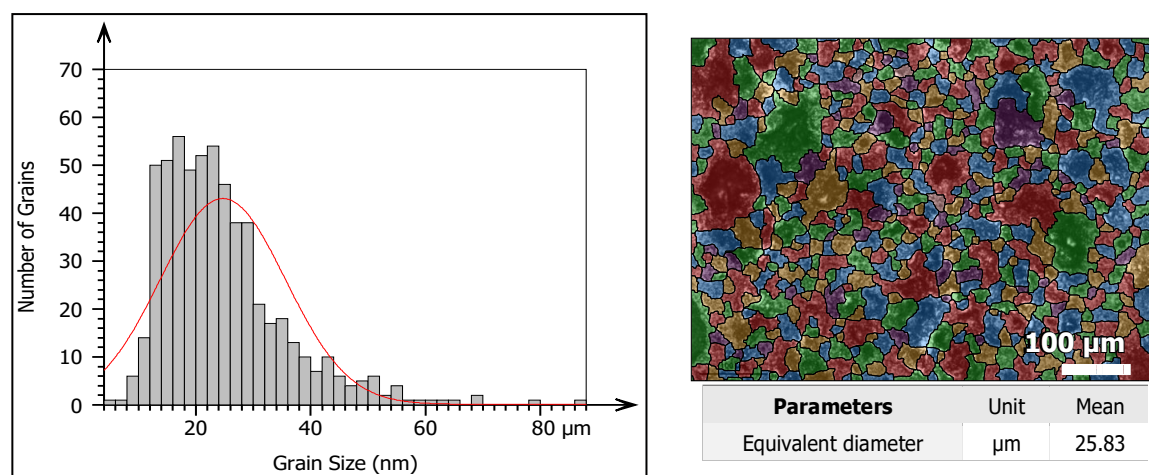 70
60
50
40
30
20
10
0
Number of Grains
20 40 60 80 µm
Grain Size (nm)
100 µm
Parameters Unit Mean
Equivalent diameter µm 25.83